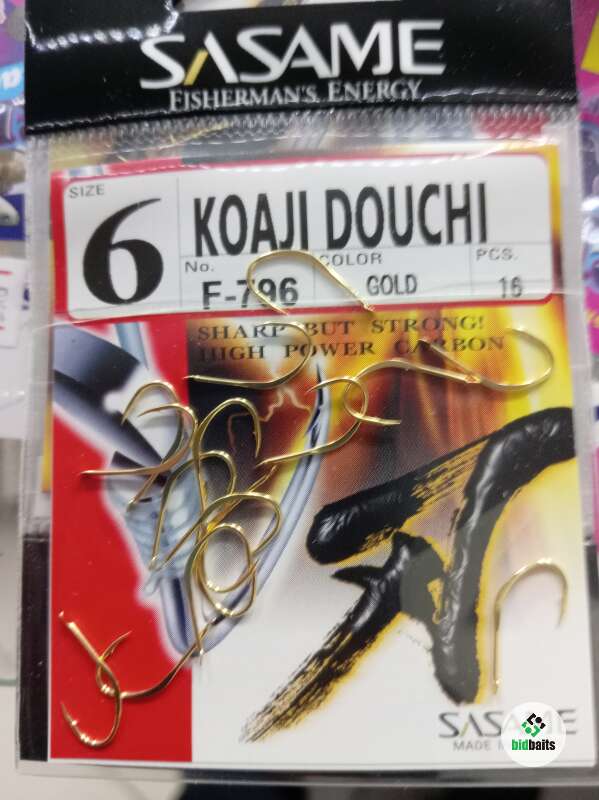 SASAME
FISHERMAN'S ENERGY
SIZE
6
KOAJI DOUCHI
No.
F-796
COLOR
GOLD
PCS.
16
SHARP BUT STRONG!
HIGH POWER CARBON
SASAME
MADE
bidbaits